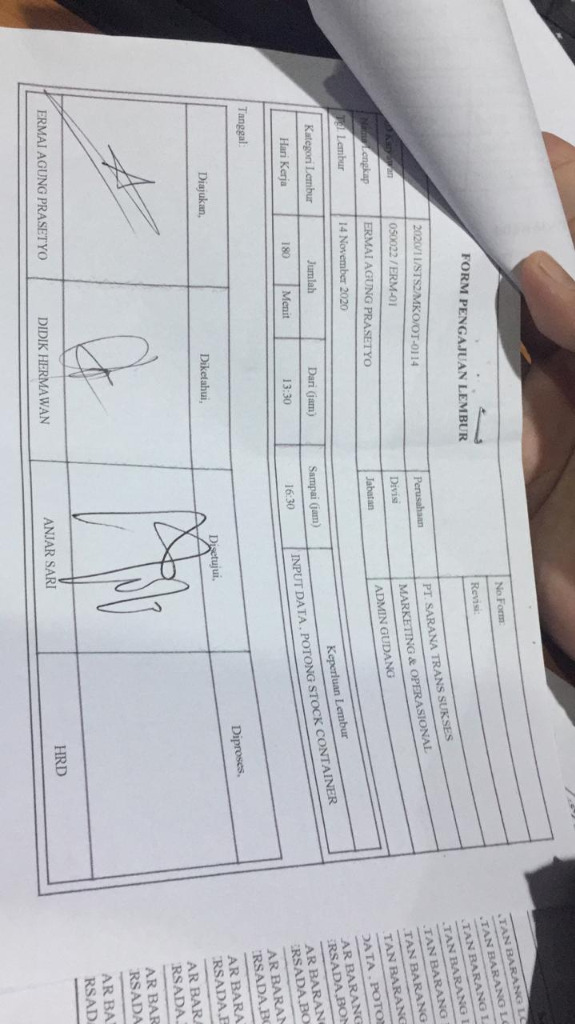 FORM PENGAJUAN LEMBUR
No.Form:
Revisi:
2020/11/STS2/MKO/OT-0114
Perusahaan
PT. SARANA TRANS SUKSES
050022 / ERM-01
Divisi
MARKETING & OPERASIONAL
Lengkap
ERMAI AGUNG PRASETYO
Jabatan
ADMIN GUDANG
Tgl. Lembur
14 November 2020
Kategori Lembur
Jumlah
Dari (jam)
Sampai (jam)
Keperluan Lembur
Hari Kerja
180 Menit
13:30
16:30
INPUT DATA , POTONG STOCK CONTAINER
Tanggal:
Diajukan,
Diketahui,
Disetujui,
Diproses,
ERMAI AGUNG PRASETYO
DIDIK HERMAWAN
ANJAR SARI
HRD